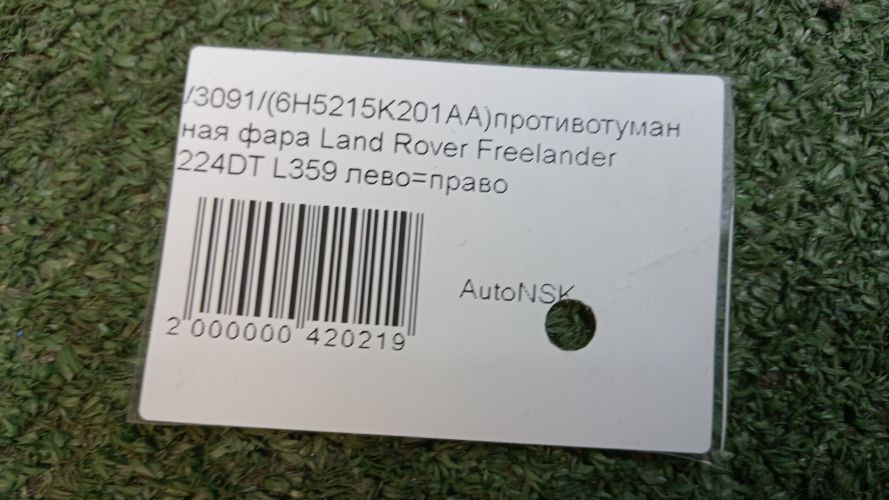 /3091/(6H5215K201AA)противотуман
ная фара Land Rover Freelander
224DT L359 лево=право
AutoNSK
2 000000 420219